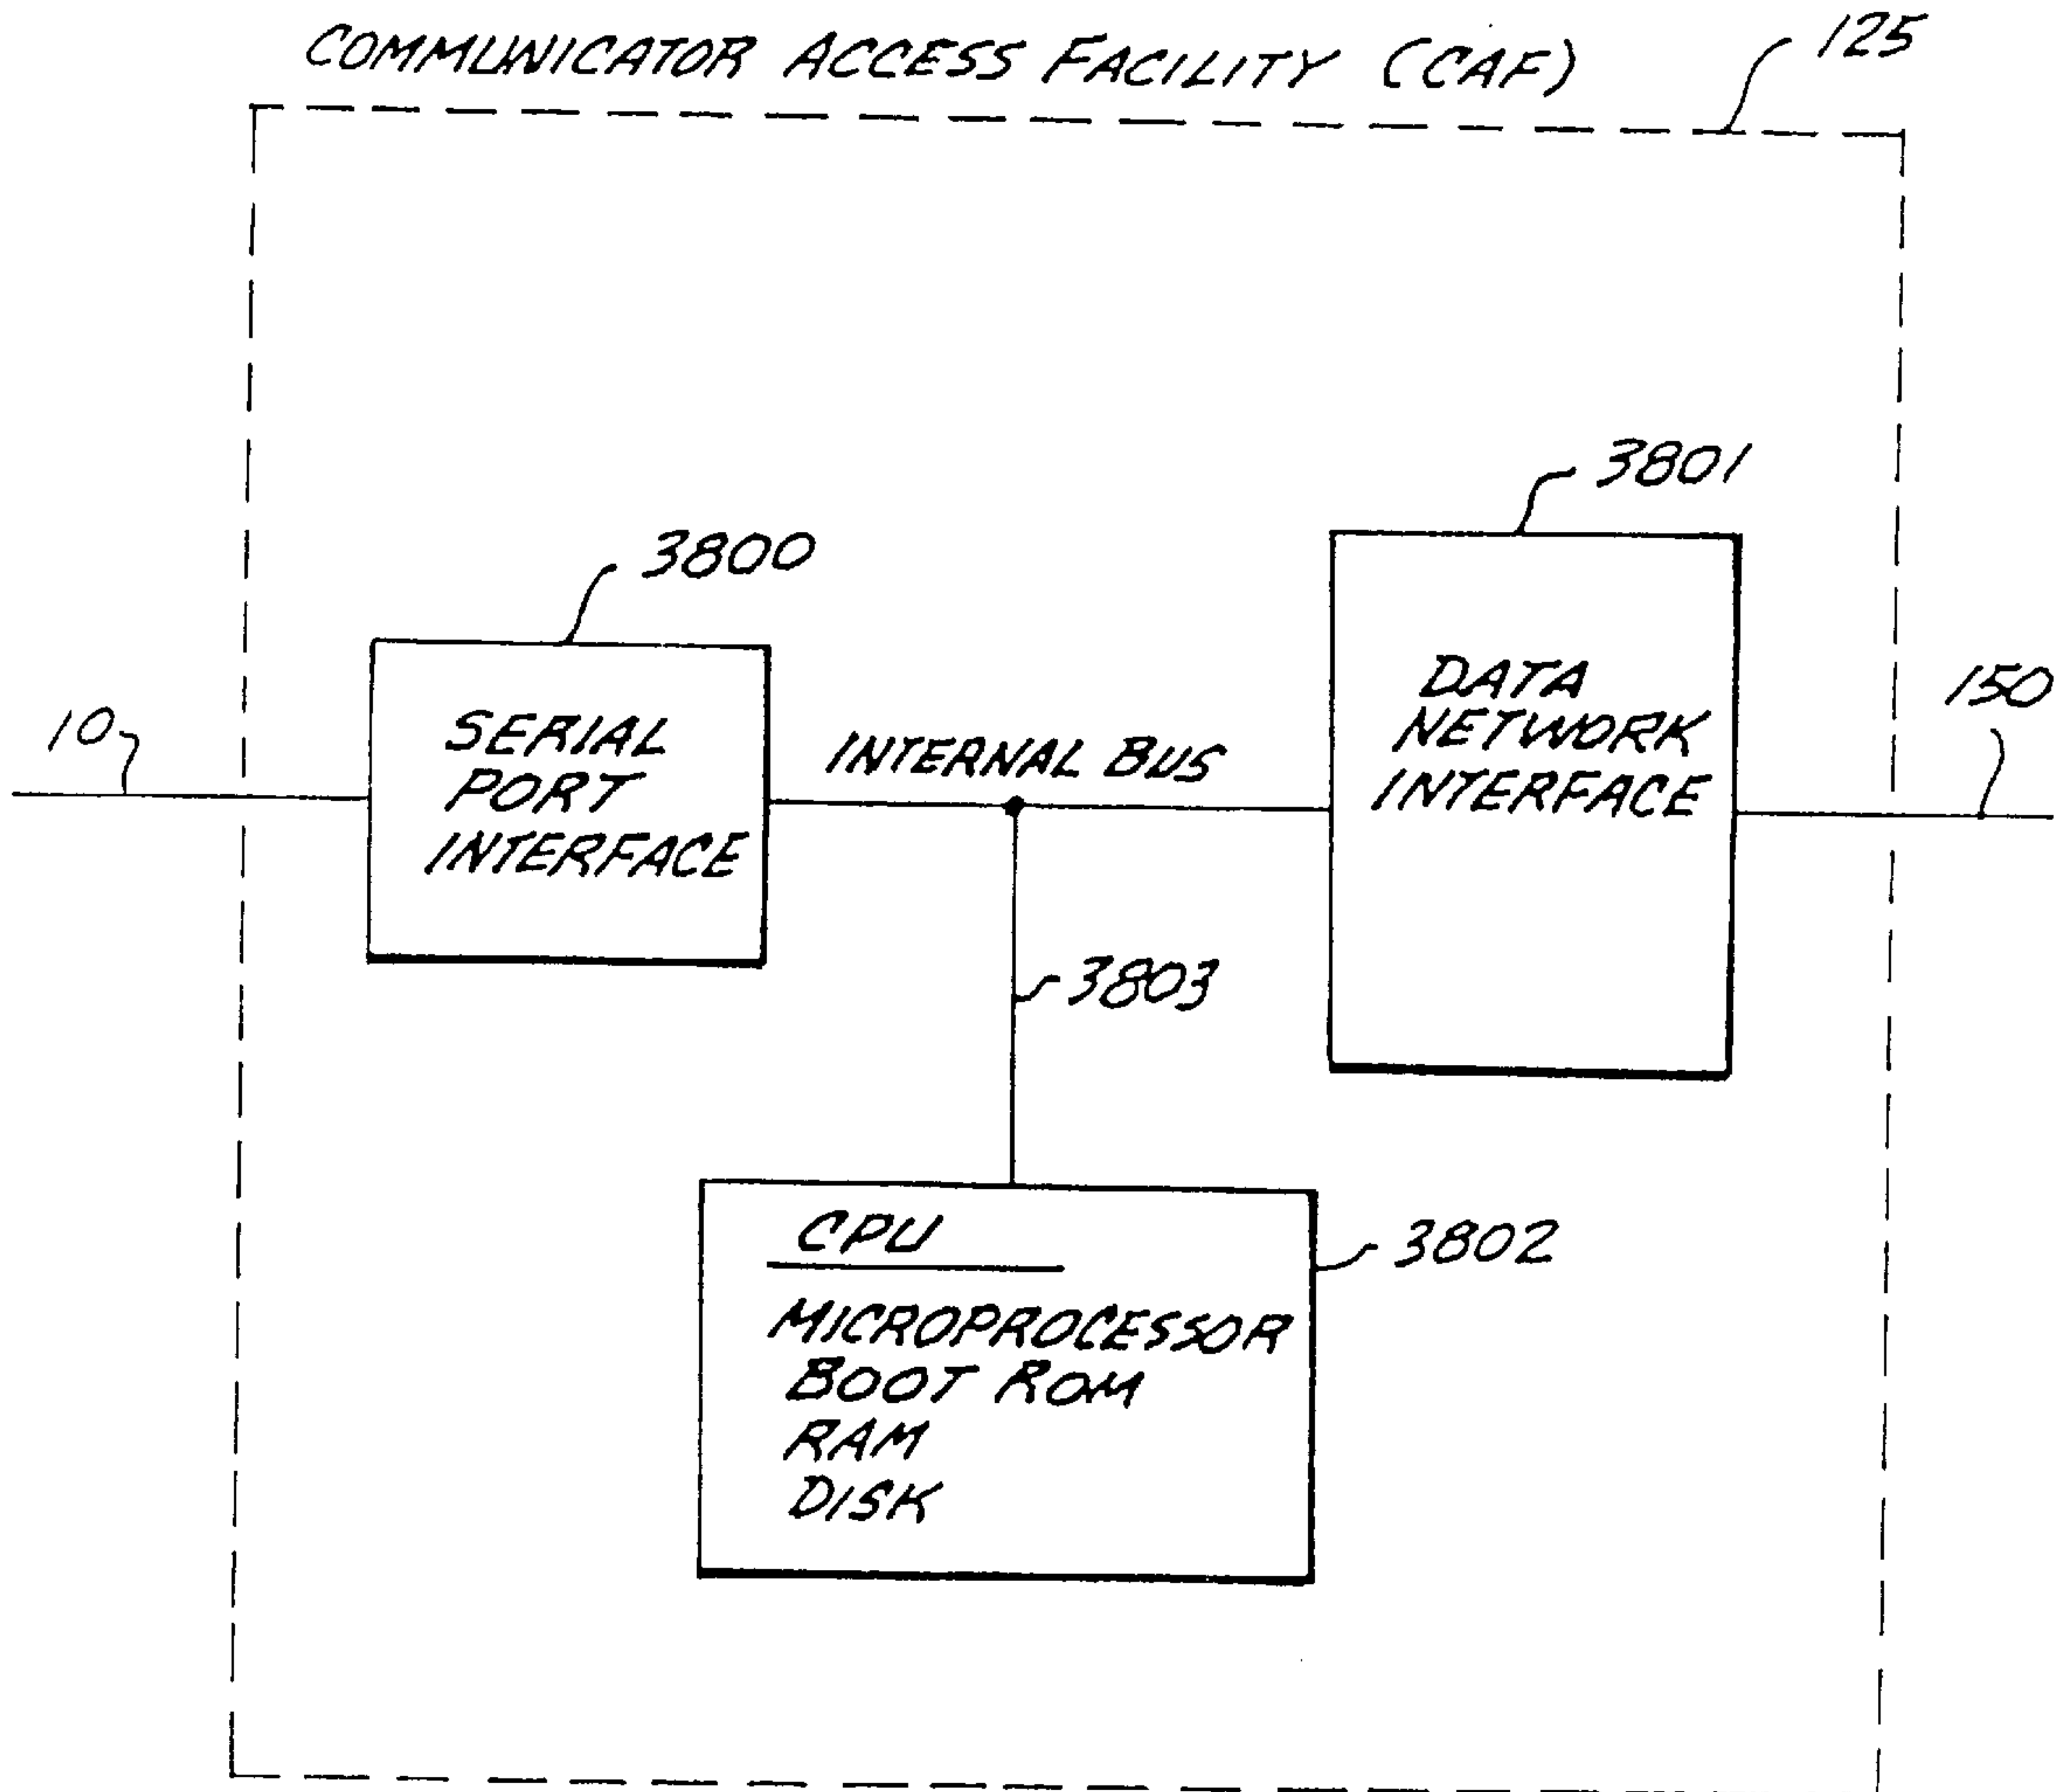 COMMUNICATOR ACCESS FACILITY (CAF)
125
3801
3800
DATA
NETWORK
INTERFACE
150
10
SERIAL
PORT
INTERFACE
INTERNAL BUS
3803
CPU
3802
MICROPROCESSOR
BOOT ROM
RAM
DISK